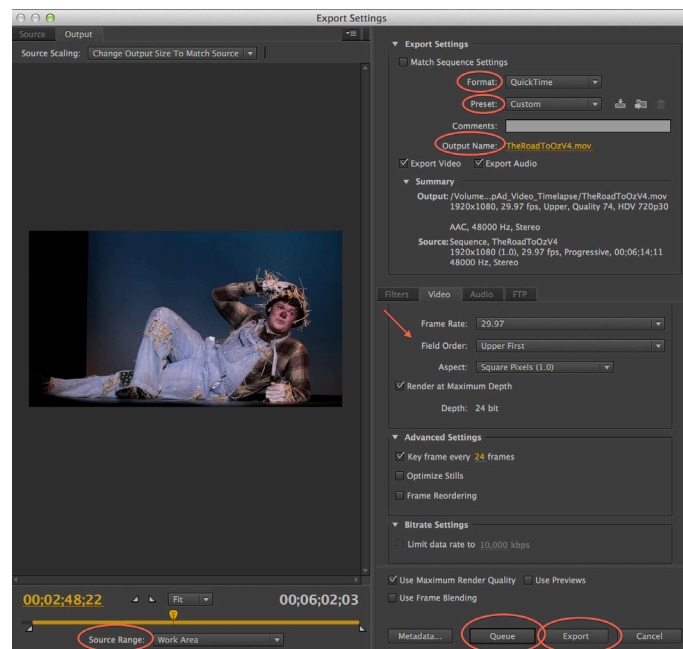 Export Settings
Source Output
Source Scaling: Change Output Size To Match Source
00;02;48;22 Fit 00;06;02;03
Source Range: Work Area
Export Settings
Match Sequence Settings
Format: QuickTime
Preset: Custom
Comments:
Output Name: TheRoadToOzV4.mov
Export Video Export Audio
Summary
Output: /Volume...pAd_Video_Timelapse/TheRoadToOzV4.mov
1920x1080, 29.97 fps, Upper, Quality 74, HDV 720p30
AAC, 48000 Hz, Stereo
Source: Sequence, TheRoadToOzV4
1920x1080 (1.0), 29.97 fps, Progressive, 00;06;14;11
48000 Hz, Stereo
Filters Video Audio FTP
Frame Rate: 29.97
Field Order: Upper First
Aspect: Square Pixels (1.0)
Render at Maximum Depth
Depth: 24 bit
Advanced Settings
Key frame every 24 frames
Optimize Stills
Frame Reordering
Bitrate Settings
Limit data rate to 10,000 kbps
Use Maximum Render Quality Use Previews
Use Frame Blending
Metadata... Queue Export Cancel